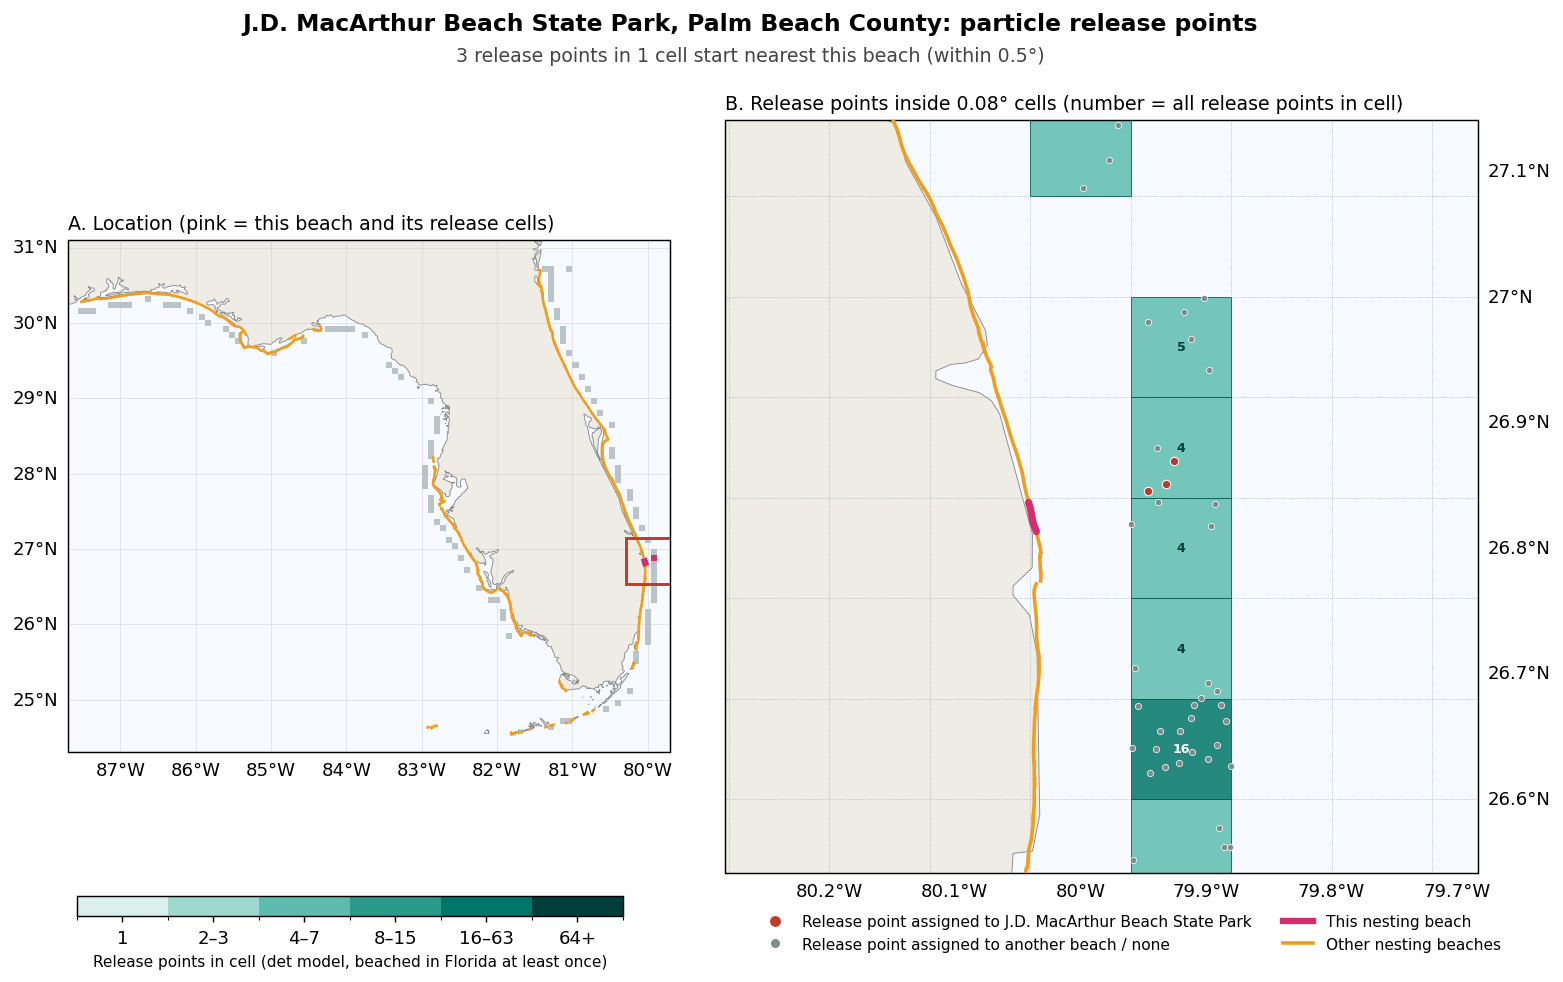 J.D. MacArthur Beach State Park, Palm Beach County: particle release points
3 release points in 1 cell start nearest this beach (within 0.5°)
A. Location (pink = this beach and its release cells)
31°N
30°N
29°N
28°N
27°N
26°N
25°N
87°W 86°W 85°W 84°W 83°W 82°W 81°W 80°W
1 2–3 4–7 8–15 16–63 64+
Release points in cell (det model, beached in Florida at least once)
B. Release points inside 0.08° cells (number = all release points in cell)
27.1°N
27°N
5
26.9°N
4
26.8°N
4
4
26.7°N
16
26.6°N
80.2°W 80.1°W 80°W 79.9°W 79.8°W 79.7°W
Release point assigned to J.D. MacArthur Beach State Park
Release point assigned to another beach / none
This nesting beach
Other nesting beaches